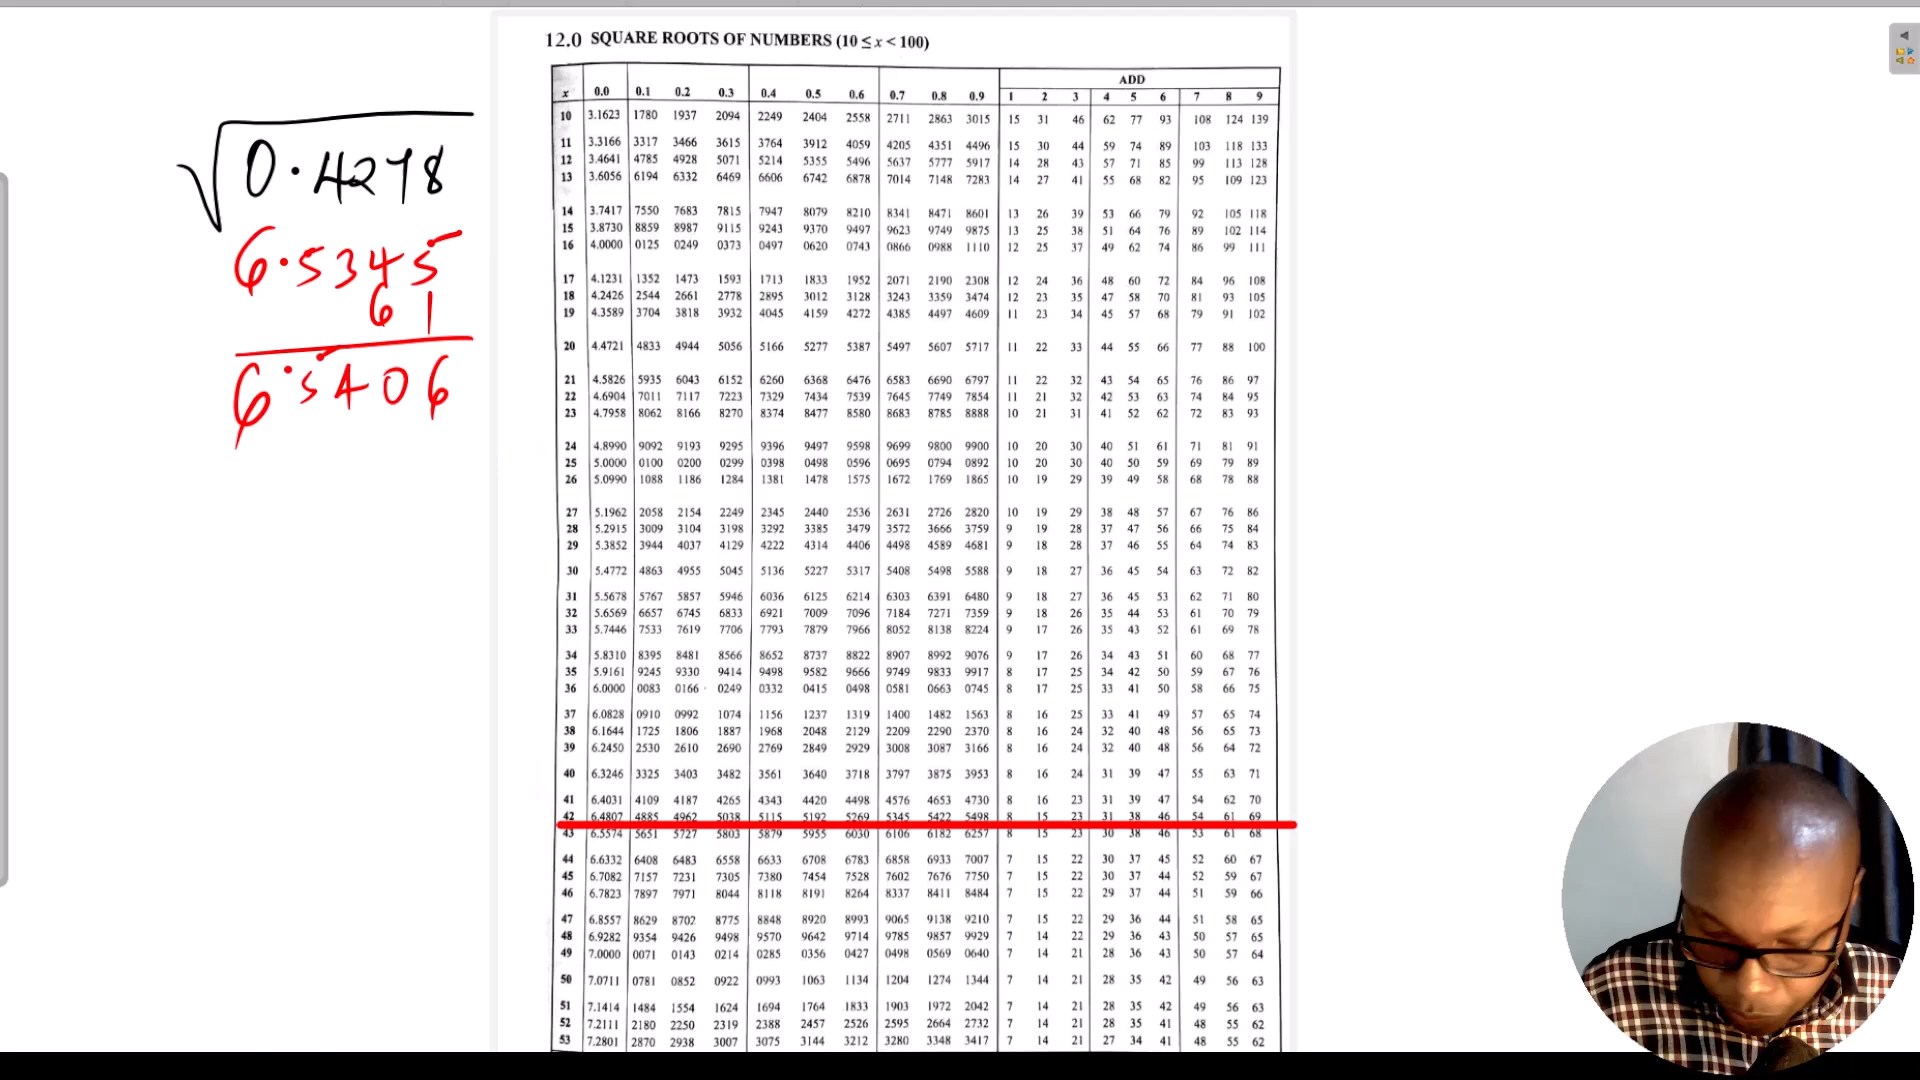 12.0 SQUARE ROOTS OF NUMBERS (10 ≤ x < 100)
ADD
x 0.0 0.1 0.2 0.3 0.4 0.5 0.6 0.7 0.8 0.9 1 2 3 4 5 6 7 8 9
10 3.1623 1780 1937 2094 2249 2404 2558 2711 2863 3015 15 31 46 62 77 93 108 124 139
11 3.3166 3317 3466 3615 3764 3912 4059 4205 4351 4496 15 30 44 59 74 89 103 118 133
12 3.4641 4785 4928 5071 5214 5355 5496 5637 5777 5917 14 28 43 57 71 85 99 113 128
13 3.6056 6194 6332 6469 6606 6742 6878 7014 7148 7283 14 27 41 55 68 82 95 109 123
14 3.7417 7550 7683 7815 7947 8079 8210 8341 8471 8601 13 26 39 53 66 79 92 105 118
15 3.8730 8859 8987 9115 9243 9370 9497 9623 9749 9875 13 25 38 51 64 76 89 102 114
16 4.0000 0125 0249 0373 0497 0620 0743 0866 0988 1110 12 25 37 49 62 74 86 99 111
17 4.1231 1352 1473 1593 1713 1833 1952 2071 2190 2308 12 24 36 48 60 72 84 96 108
18 4.2426 2544 2661 2778 2895 3012 3128 3243 3359 3474 12 23 35 47 58 70 81 93 105
19 4.3589 3704 3818 3932 4045 4159 4272 4385 4497 4609 11 23 34 45 57 68 79 91 102
20 4.4721 4833 4944 5056 5166 5277 5387 5497 5607 5717 11 22 33 44 55 66 77 88 100
21 4.5826 5935 6043 6152 6260 6368 6476 6583 6690 6797 11 22 32 43 54 65 76 86 97
22 4.6904 7011 7117 7223 7329 7434 7539 7645 7749 7854 11 21 32 42 53 63 74 84 95
23 4.7958 8062 8166 8270 8374 8477 8580 8683 8785 8888 10 21 31 41 52 62 72 83 93
24 4.8990 9092 9193 9295 9396 9497 9598 9699 9800 9900 10 20 30 40 51 61 71 81 91
25 5.0000 0100 0200 0299 0398 0498 0596 0695 0794 0892 10 20 30 40 50 59 69 79 89
26 5.0990 1088 1186 1284 1381 1478 1575 1672 1769 1865 10 19 29 39 49 58 68 78 88
27 5.1962 2058 2154 2249 2345 2440 2536 2631 2726 2820 10 19 29 38 48 57 67 76 86
28 5.2915 3009 3104 3198 3292 3385 3479 3572 3666 3759 9 19 28 37 47 56 66 75 84
29 5.3852 3944 4037 4129 4222 4314 4406 4498 4589 4681 9 18 28 37 46 55 64 74 83
30 5.4772 4863 4955 5045 5136 5227 5317 5408 5498 5588 9 18 27 36 45 54 63 72 82
31 5.5678 5767 5857 5946 6036 6125 6214 6303 6391 6480 9 18 27 36 45 53 62 71 80
32 5.6569 6657 6745 6833 6921 7009 7096 7184 7271 7359 9 18 26 35 44 53 61 70 79
33 5.7446 7533 7619 7706 7793 7879 7966 8052 8138 8224 9 17 26 35 43 52 61 69 78
34 5.8310 8395 8481 8566 8652 8737 8822 8907 8992 9076 9 17 26 34 43 51 60 68 77
35 5.9161 9245 9330 9414 9498 9582 9666 9749 9833 9917 8 17 25 34 42 50 59 67 76
36 6.0000 0083 0166 0249 0332 0415 0498 0581 0663 0745 8 17 25 33 41 50 58 66 75
37 6.0828 0910 0992 1074 1156 1237 1319 1400 1482 1563 8 16 25 33 41 49 57 65 74
38 6.1644 1725 1806 1887 1968 2048 2129 2209 2290 2370 8 16 24 32 40 48 56 65 73
39 6.2450 2530 2610 2690 2769 2849 2929 3008 3087 3166 8 16 24 32 40 48 56 64 72
40 6.3246 3325 3403 3482 3561 3640 3718 3797 3875 3953 8 16 24 31 39 47 55 63 71
41 6.4031 4109 4187 4265 4343 4420 4498 4576 4653 4730 8 16 23 31 39 47 54 62 70
42 6.4807 4885 4962 5038 5115 5192 5269 5345 5422 5498 8 15 23 31 38 46 54 61 69
43 6.5574 5651 5727 5803 5879 5955 6030 6106 6182 6257 8 15 23 30 38 46 53 61 68
44 6.6332 6408 6483 6558 6633 6708 6783 6858 6933 7007 7 15 22 30 37 45 52 60 67
45 6.7082 7157 7231 7305 7380 7454 7528 7602 7676 7750 7 15 22 30 37 44 52 59 67
46 6.7823 7897 7971 8044 8118 8191 8264 8337 8411 8484 7 15 22 29 37 44 51 59 66
47 6.8557 8629 8702 8775 8848 8920 8993 9065 9138 9210 7 15 22 29 36 44 51 58 65
48 6.9282 9354 9426 9498 9570 9642 9714 9785 9857 9929 7 14 22 29 36 43 50 57 65
49 7.0000 0071 0143 0214 0285 0356 0427 0498 0569 0640 7 14 21 28 36 43 50 57 64
50 7.0711 0781 0852 0922 0993 1063 1134 1204 1274 1344 7 14 21 28 35 42 49 56 63
51 7.1414 1484 1554 1624 1694 1764 1833 1903 1972 2042 7 14 21 28 35 42 49 56 63
52 7.2111 2180 2250 2319 2388 2457 2526 2595 2664 2732 7 14 21 28 35 41 48 55 62
53 7.2801 2870 2938 3007 3075 3144 3212 3280 3348 3417 7 14 21 27 34 41 48 55 62
√0.4278
6.5345
61
6.5406